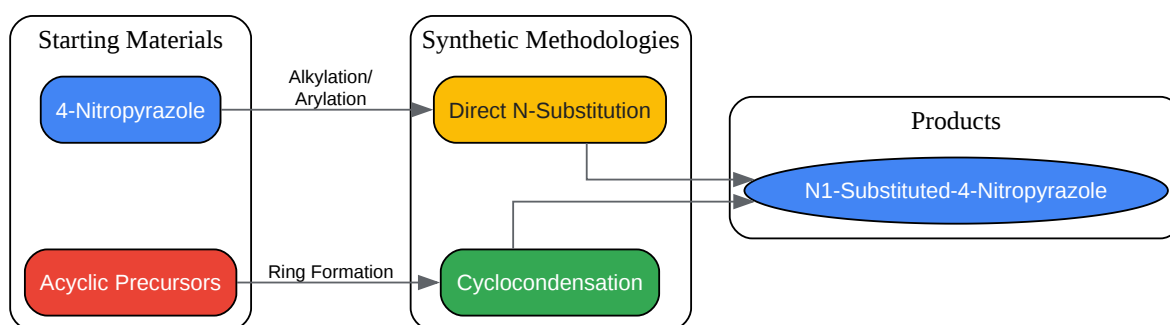 Starting Materials
4-Nitropyrazole
Acyclic Precursors
Alkylation/
Arylation
Ring Formation
Synthetic Methodologies
Direct N-Substitution
Cyclocondensation
Products
N1-Substituted-4-Nitropyrazole